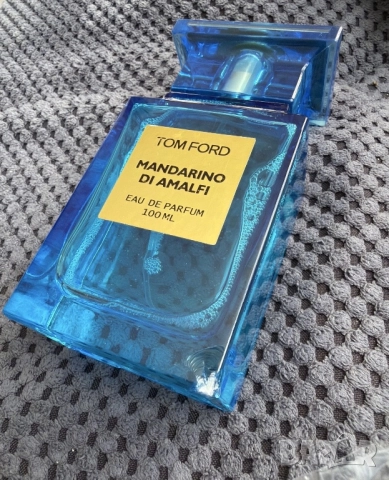 TOM FORD
MANDARINO
DI AMALFI
EAU DE PARFUM
100 ML